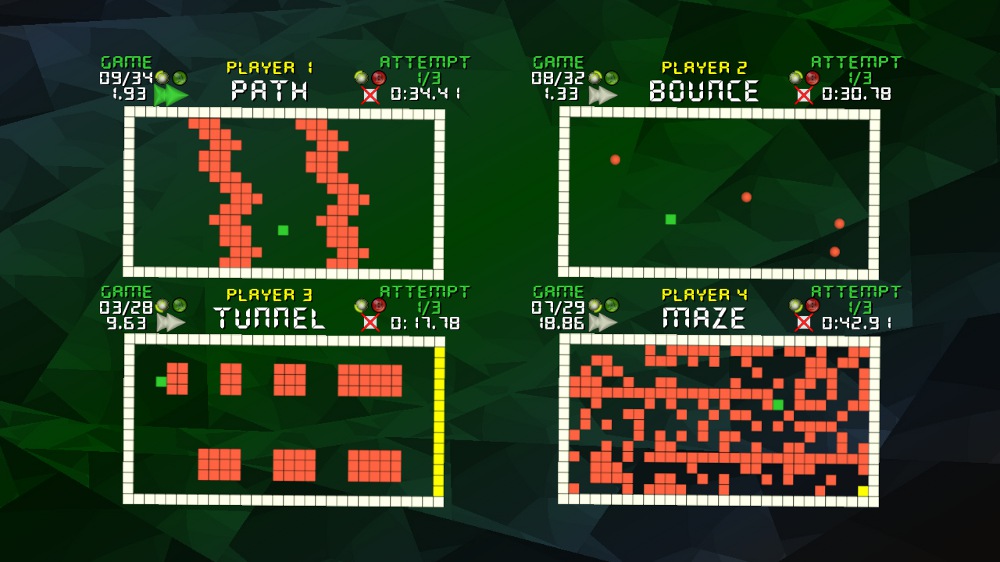 GAME
09/34
1.93
PLAYER 1
PATH
ATTEMPT
1/3
0:34.41
GAME
08/32
1.33
PLAYER 2
BOUNCE
ATTEMPT
1/3
0:30.78
GAME
03/28
9.63
PLAYER 3
TUNNEL
ATTEMPT
1/3
0:17.78
GAME
07/29
18.86
PLAYER 4
MAZE
ATTEMPT
1/3
0:42.91